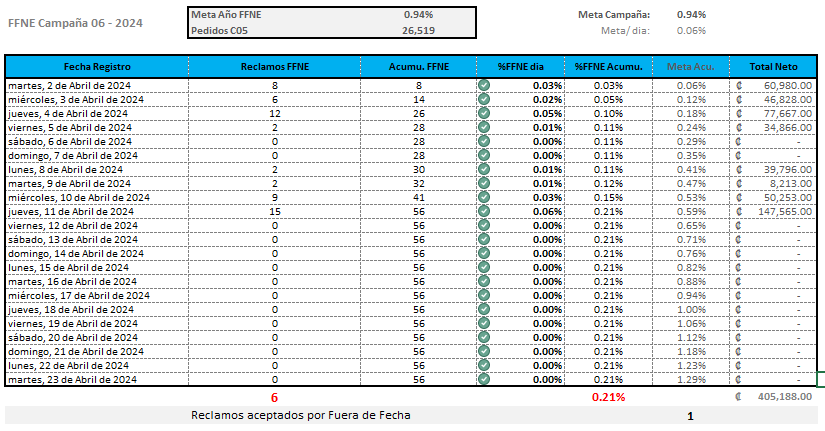 FFNE Campaña 06 - 2024
Meta Año FFNE 0.94%
Pedidos C05 26,519
Meta Campaña: 0.94%
Meta/ dia: 0.06%
Fecha Registro Reclamos FFNE Acumu. FFNE %FFNE dia %FFNE Acumu. Meta Acu. Total Neto
martes, 2 de Abril de 2024 8 8 0.03% 0.03% 0.06% ₡ 60,980.00
miércoles, 3 de Abril de 2024 6 14 0.02% 0.05% 0.12% ₡ 46,828.00
jueves, 4 de Abril de 2024 12 26 0.05% 0.10% 0.18% ₡ 77,667.00
viernes, 5 de Abril de 2024 2 28 0.01% 0.11% 0.24% ₡ 34,866.00
sábado, 6 de Abril de 2024 0 28 0.00% 0.11% 0.29% ₡ -
domingo, 7 de Abril de 2024 0 28 0.00% 0.11% 0.35% ₡ -
lunes, 8 de Abril de 2024 2 30 0.01% 0.11% 0.41% ₡ 39,796.00
martes, 9 de Abril de 2024 2 32 0.01% 0.12% 0.47% ₡ 8,213.00
miércoles, 10 de Abril de 2024 9 41 0.03% 0.15% 0.53% ₡ 50,253.00
jueves, 11 de Abril de 2024 15 56 0.06% 0.21% 0.59% ₡ 147,565.00
viernes, 12 de Abril de 2024 0 56 0.00% 0.21% 0.65% ₡ -
sábado, 13 de Abril de 2024 0 56 0.00% 0.21% 0.71% ₡ -
domingo, 14 de Abril de 2024 0 56 0.00% 0.21% 0.76% ₡ -
lunes, 15 de Abril de 2024 0 56 0.00% 0.21% 0.82% ₡ -
martes, 16 de Abril de 2024 0 56 0.00% 0.21% 0.88% ₡ -
miércoles, 17 de Abril de 2024 0 56 0.00% 0.21% 0.94% ₡ -
jueves, 18 de Abril de 2024 0 56 0.00% 0.21% 1.00% ₡ -
viernes, 19 de Abril de 2024 0 56 0.00% 0.21% 1.06% ₡ -
sábado, 20 de Abril de 2024 0 56 0.00% 0.21% 1.12% ₡ -
domingo, 21 de Abril de 2024 0 56 0.00% 0.21% 1.18% ₡ -
lunes, 22 de Abril de 2024 0 56 0.00% 0.21% 1.23% ₡ -
martes, 23 de Abril de 2024 0 56 0.00% 0.21% 1.29% ₡ -
6 0.21% ₡ 405,188.00
Reclamos aceptados por Fuera de Fecha 1